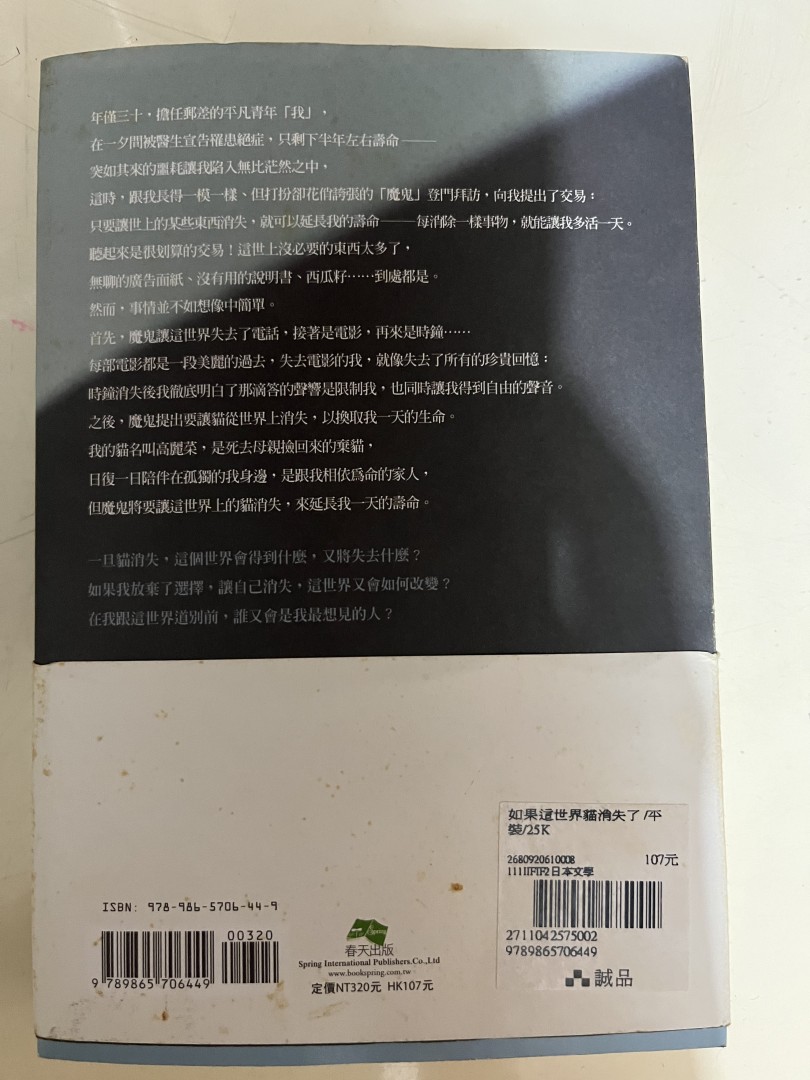 年僅三十，擔任郵差的平凡青年「我」，
在一夕間被醫生宣告罹患絕症，只剩下半年左右壽命——
突如其來的噩耗讓我陷入無比茫然之中，
這時，跟我長得一模一樣、但打扮卻花俏誇張的「魔鬼」登門拜訪，向我提出了交易：
只要讓世上的某些東西消失，就可以延長我的壽命——每消除一樣事物，就能讓我多活一天。
聽起來是很划算的交易！這世上沒必要的東西太多了，
無聊的廣告面紙、沒有用的說明書、西瓜籽……到處都是。
然而，事情並不如想像中簡單。
首先，魔鬼讓這世界失去了電話，接著是電影，再來是時鐘……
每部電影都是一段美麗的過去，失去電影的我，就像失去了所有的珍貴回憶；
時鐘消失後我徹底明白了那滴答的聲響是限制我，也同時讓我得到自由的聲音。
之後，魔鬼提出要讓貓從世界上消失，以換取我一天的生命。
我的貓名叫高麗菜，是死去母親撿回來的棄貓，
日復一日陪伴在孤獨的我身邊，是跟我相依爲命的家人，
但魔鬼將要讓這世界上的貓消失，來延長我一天的壽命。
一旦貓消失，這個世界會得到什麼，又將失去什麼？
如果我放棄了選擇，讓自己消失，這世界又會如何改變？
在我跟這世界道別前，誰又會是我最想見的人？
ISBN: 978-986-5706-44-9
00320
9 789865 706449
Spring
春天出版
Spring International Publishers.Co.,Ltd
www.bookspring.com.tw
定價NT320元 HK107元
如果這世界貓消失了 /平
裝/25K
2680920610008 107元
111IIFIF2日本文學
2711042575002
9789865706449
誠品